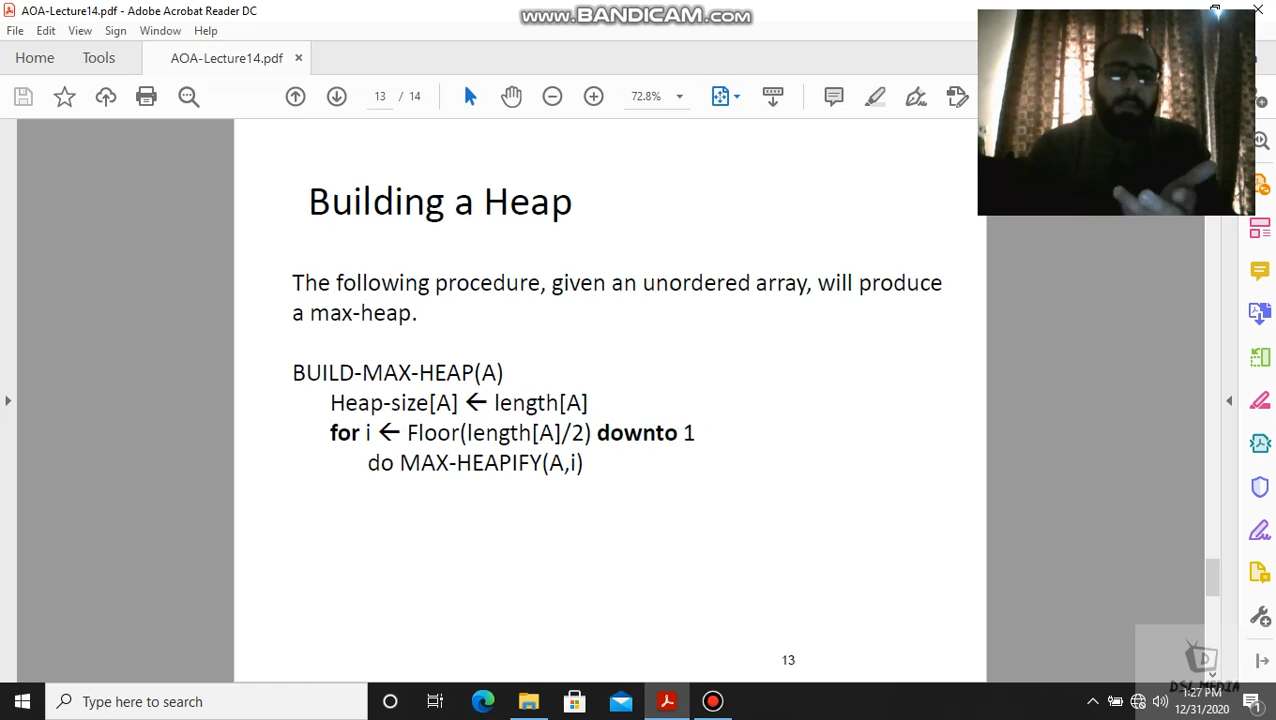 AOA-Lecture14.pdf - Adobe Acrobat Reader DC
www.BANDICAM.com
File Edit View Sign Window Help
Home Tools AOA-Lecture14.pdf ×
13 / 14 72.8%
Building a Heap
The following procedure, given an unordered array, will produce
a max-heap.
BUILD-MAX-HEAP(A)
Heap-size[A] ← length[A]
for i ← Floor(length[A]/2) downto 1
do MAX-HEAPIFY(A,i)
13
D
DSL MEDIA
Type here to search
1:27 PM
12/31/2020
1